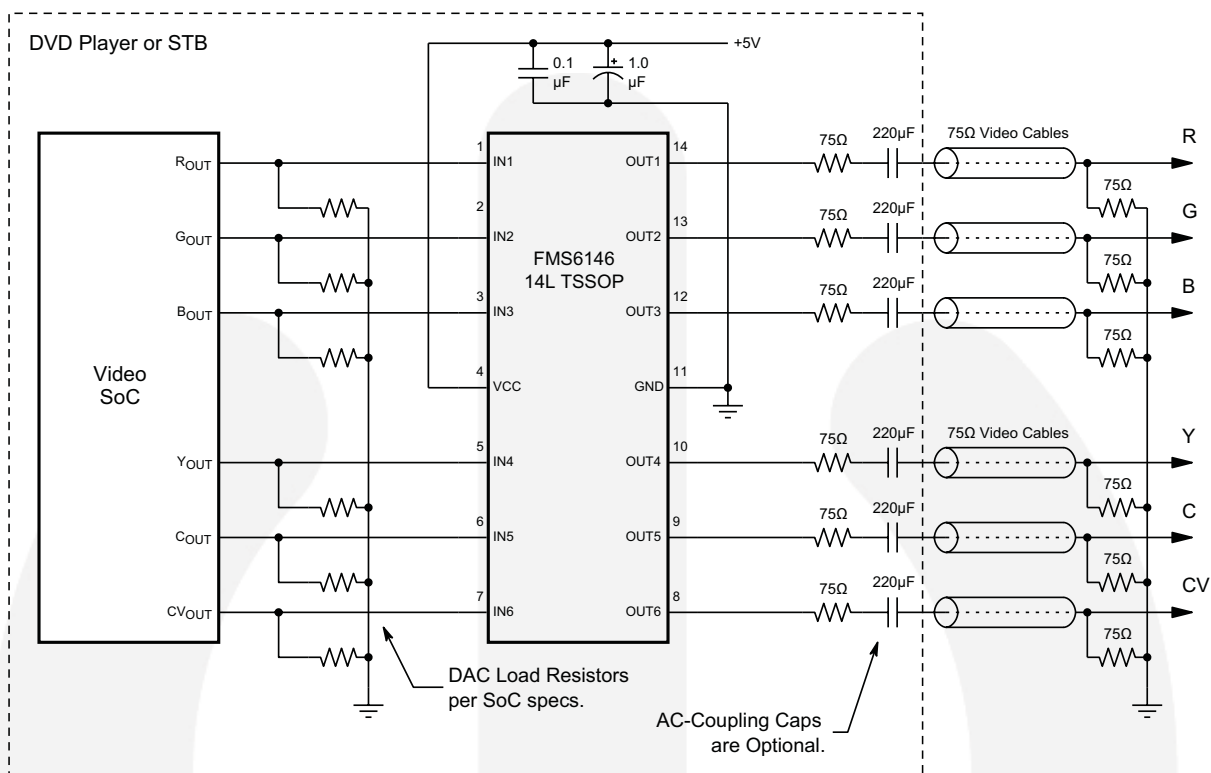 DVD Player or STB
+5V
0.1
µF
+
1.0
µF
Video
SoC
ROUT
GOUT
BOUT
YOUT
COUT
CVOUT
1
2
3
4
5
6
7
IN1
IN2
IN3
VCC
IN4
IN5
IN6
FMS6146
14L TSSOP
OUT1
OUT2
OUT3
GND
OUT4
OUT5
OUT6
14
13
12
11
10
9
8
75Ω
220µF
75Ω Video Cables
R
75Ω
75Ω
220µF
G
75Ω
75Ω
220µF
B
75Ω
75Ω
220µF
75Ω Video Cables
Y
75Ω
75Ω
220µF
C
75Ω
75Ω
220µF
CV
75Ω
DAC Load Resistors
per SoC specs.
AC-Coupling Caps
are Optional.